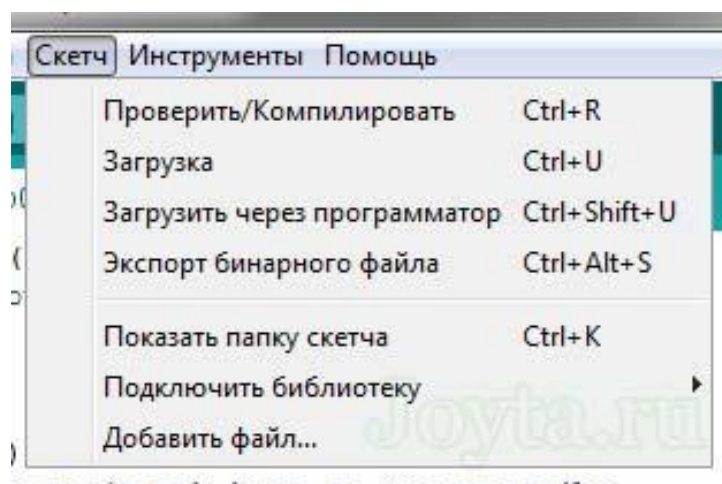 Скетч Инструменты Помощь
Проверить/Компилировать Ctrl+R
Загрузка Ctrl+U
Загрузить через программатор Ctrl+Shift+U
Экспорт бинарного файла Ctrl+Alt+S
Показать папку скетча Ctrl+K
Подключить библиотеку
Добавить файл...
Joyta.ru